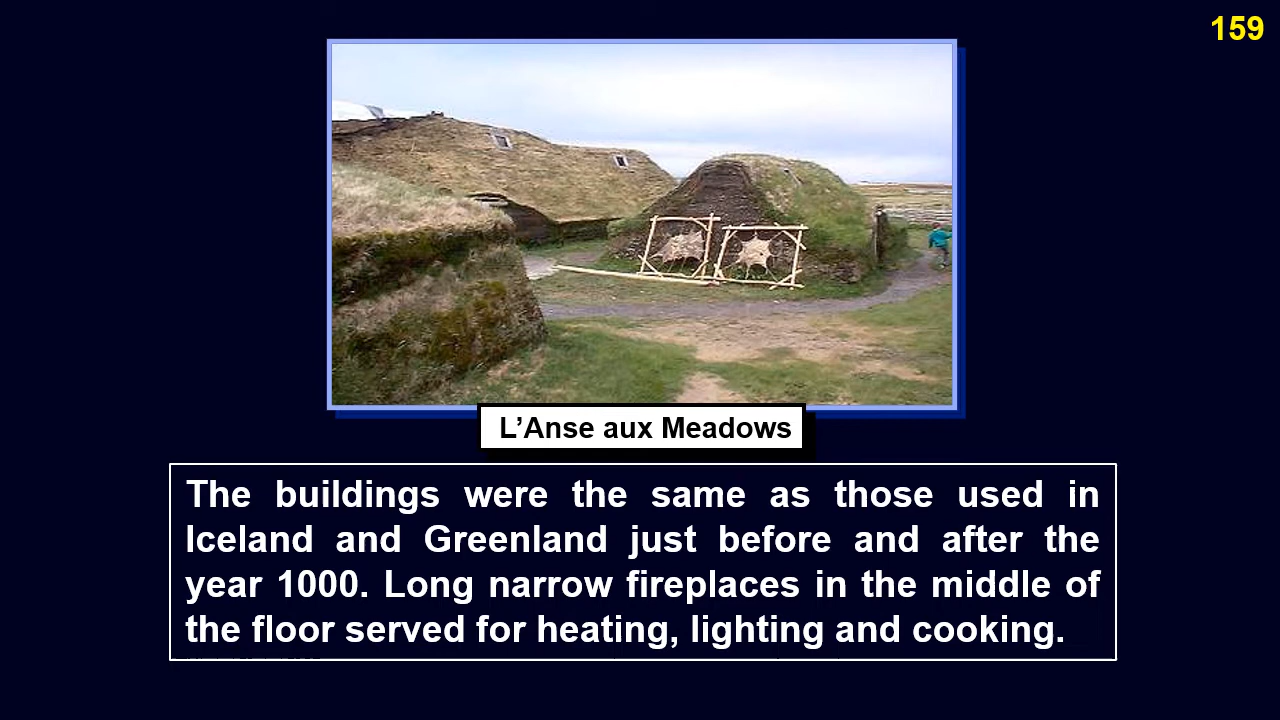 159
L’Anse aux Meadows
The buildings were the same as those used in
Iceland and Greenland just before and after the
year 1000. Long narrow fireplaces in the middle of
the floor served for heating, lighting and cooking.